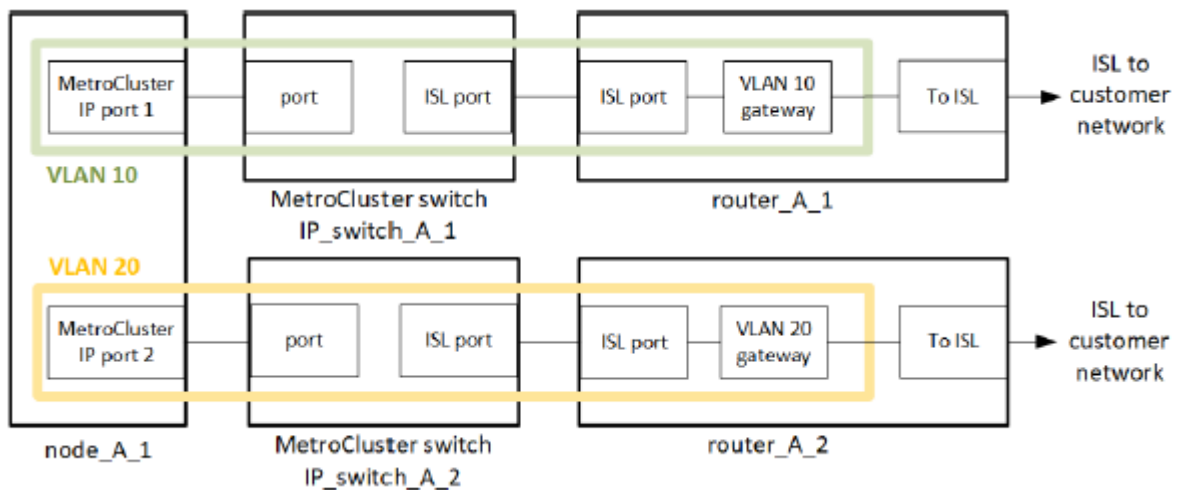 MetroCluster
IP port 1
port
ISL port
ISL port
VLAN 10
gateway
To ISL
ISL to
customer
network
VLAN 10
MetroCluster switch
IP_switch_A_1
router_A_1
VLAN 20
MetroCluster
IP port 2
port
ISL port
ISL port
VLAN 20
gateway
To ISL
ISL to
customer
network
node_A_1
MetroCluster switch
IP_switch_A_2
router_A_2